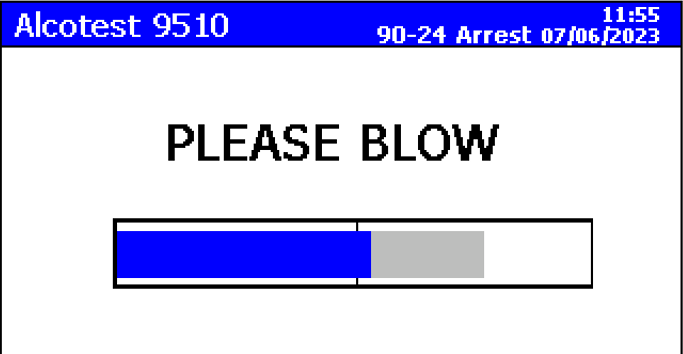 Alcotest 9510
11:55
90-24 Arrest 07/06/2023
PLEASE BLOW